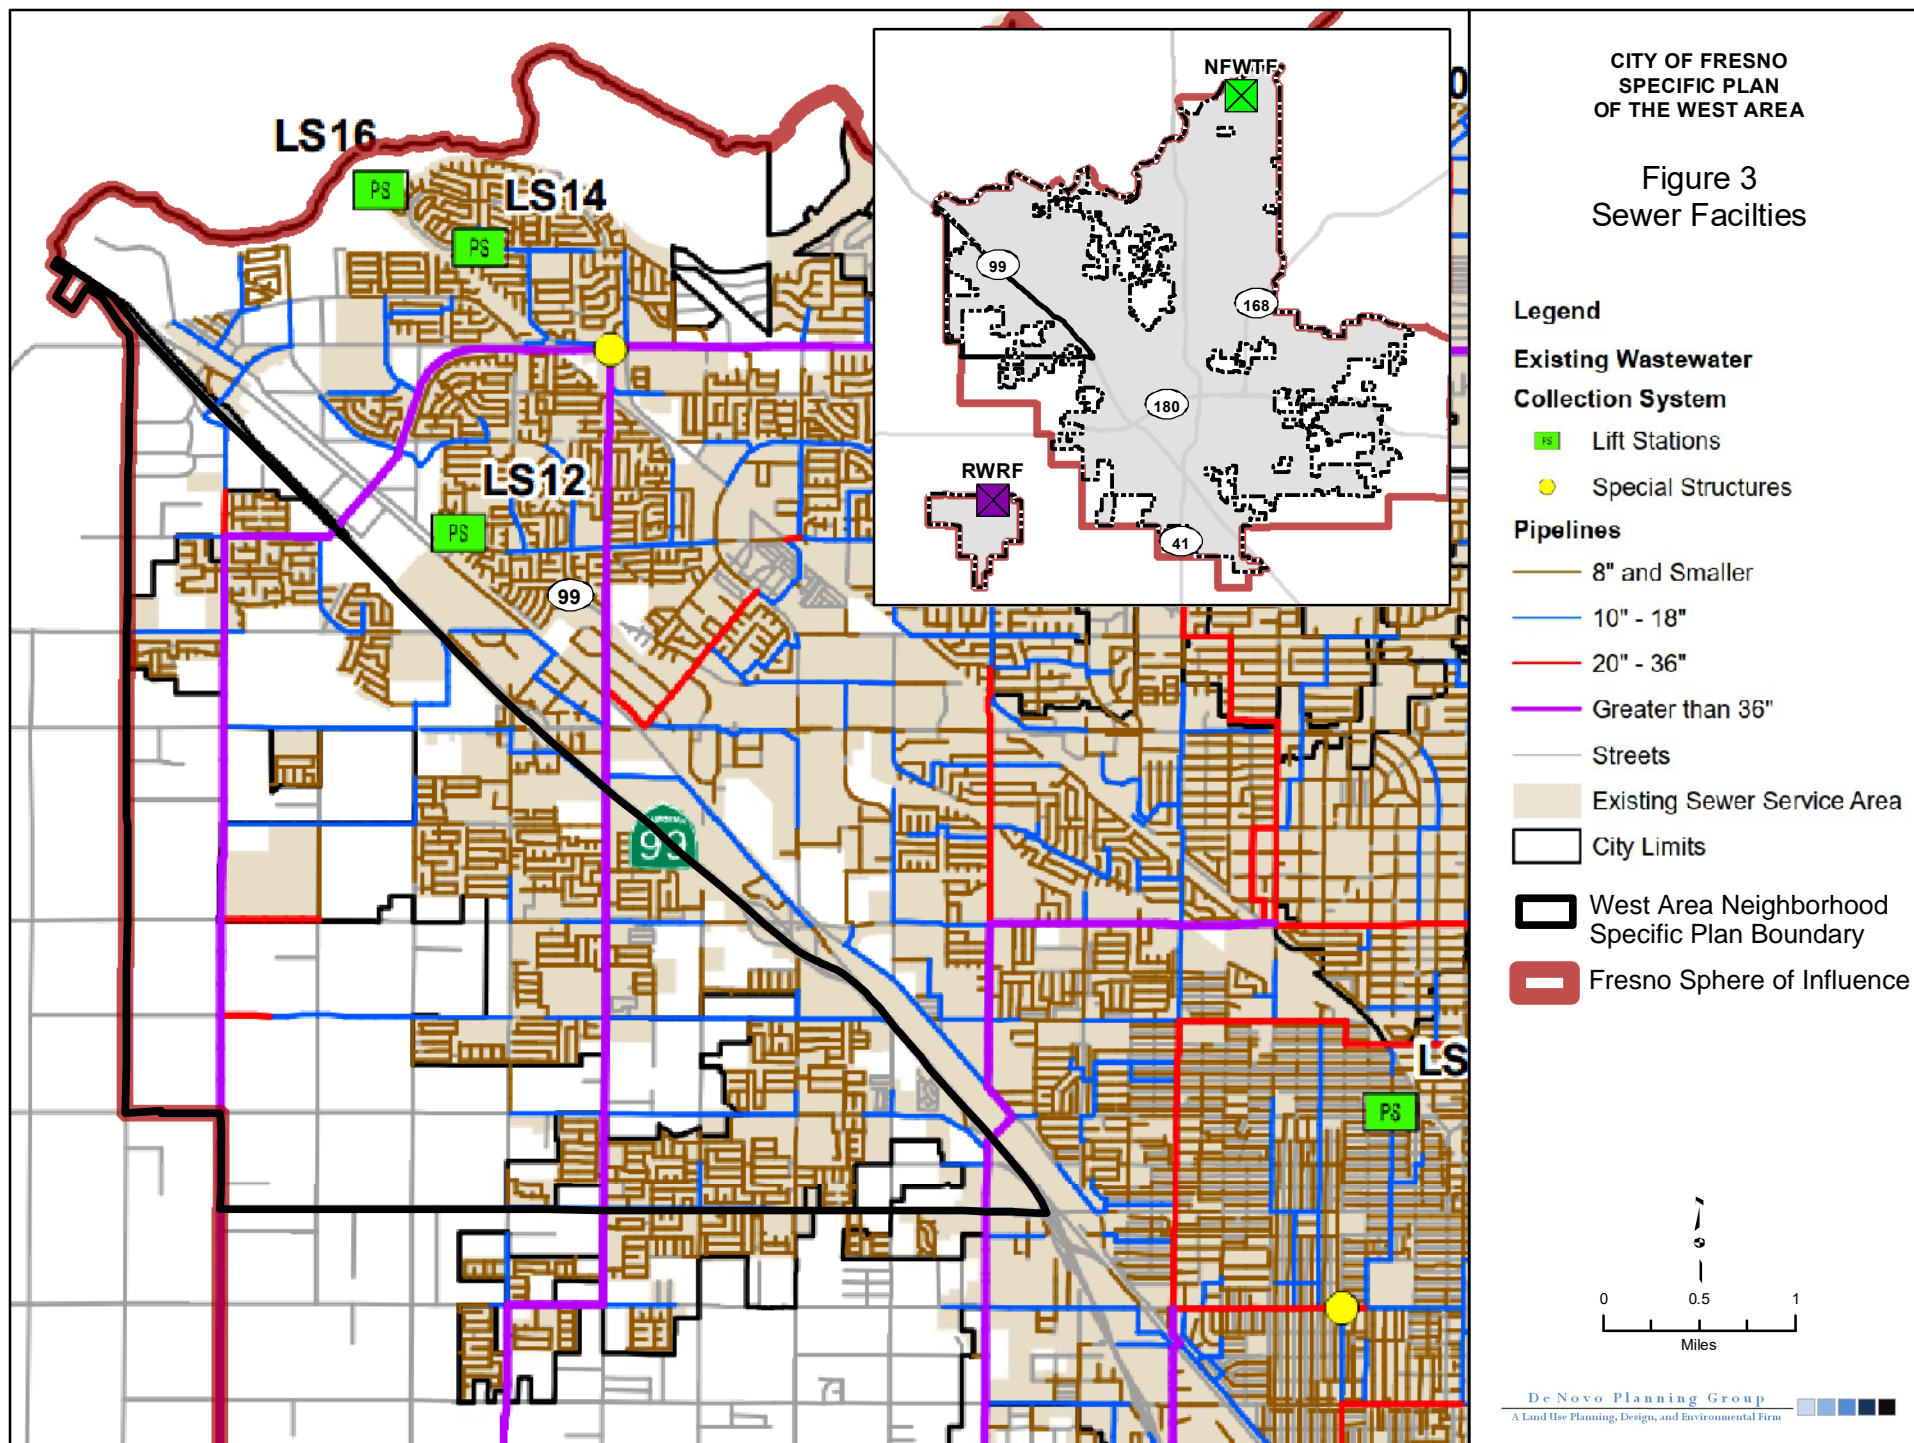 CITY OF FRESNO
SPECIFIC PLAN
OF THE WEST AREA
Figure 3
Sewer Facilties
Legend
Existing Wastewater
Collection System
PS Lift Stations
Special Structures
Pipelines
8" and Smaller
10" - 18"
20" - 36"
Greater than 36"
Streets
Existing Sewer Service Area
City Limits
West Area Neighborhood
Specific Plan Boundary
Fresno Sphere of Influence
0 0.5 1
Miles
De Novo Planning Group
A Land Use Planning, Design, and Environmental Firm
LS16
PS
LS14
PS
LS12
PS
99
99
LS
PS
0
NFWTF
99
168
180
RWRF
41